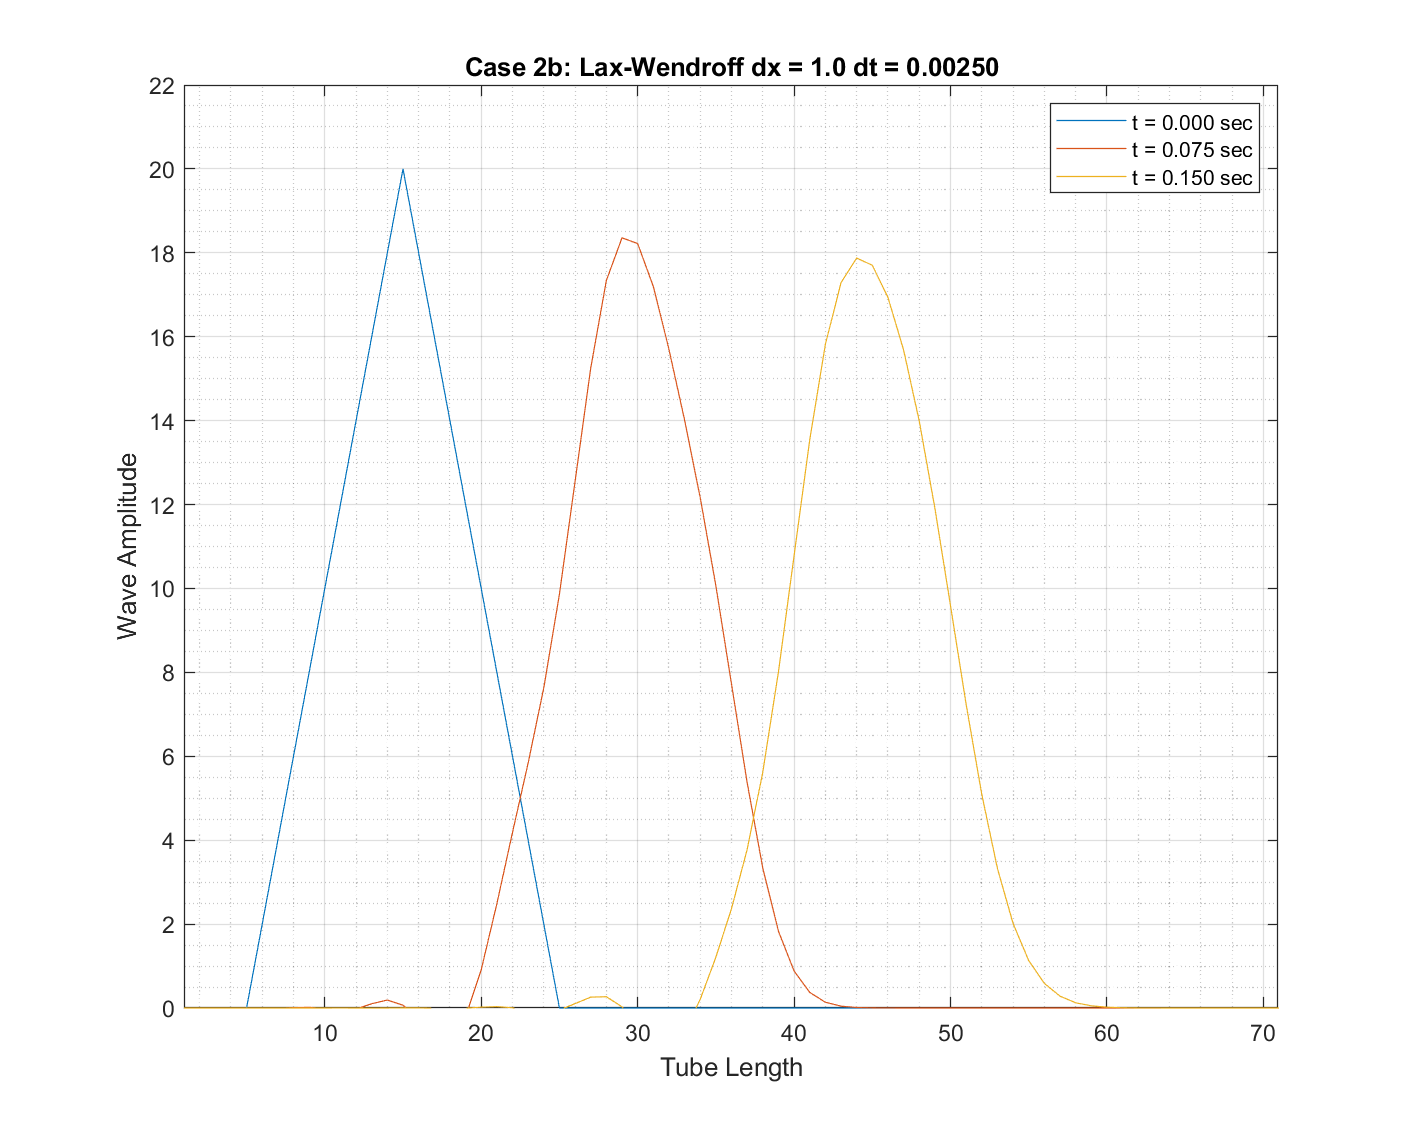 Case 2b: Lax-Wendroff dx = 1.0 dt = 0.00250
t = 0.000 sec
t = 0.075 sec
t = 0.150 sec
Wave Amplitude
22
20
18
16
14
12
10
8
6
4
2
0
10 20 30 40 50 60 70
Tube Length